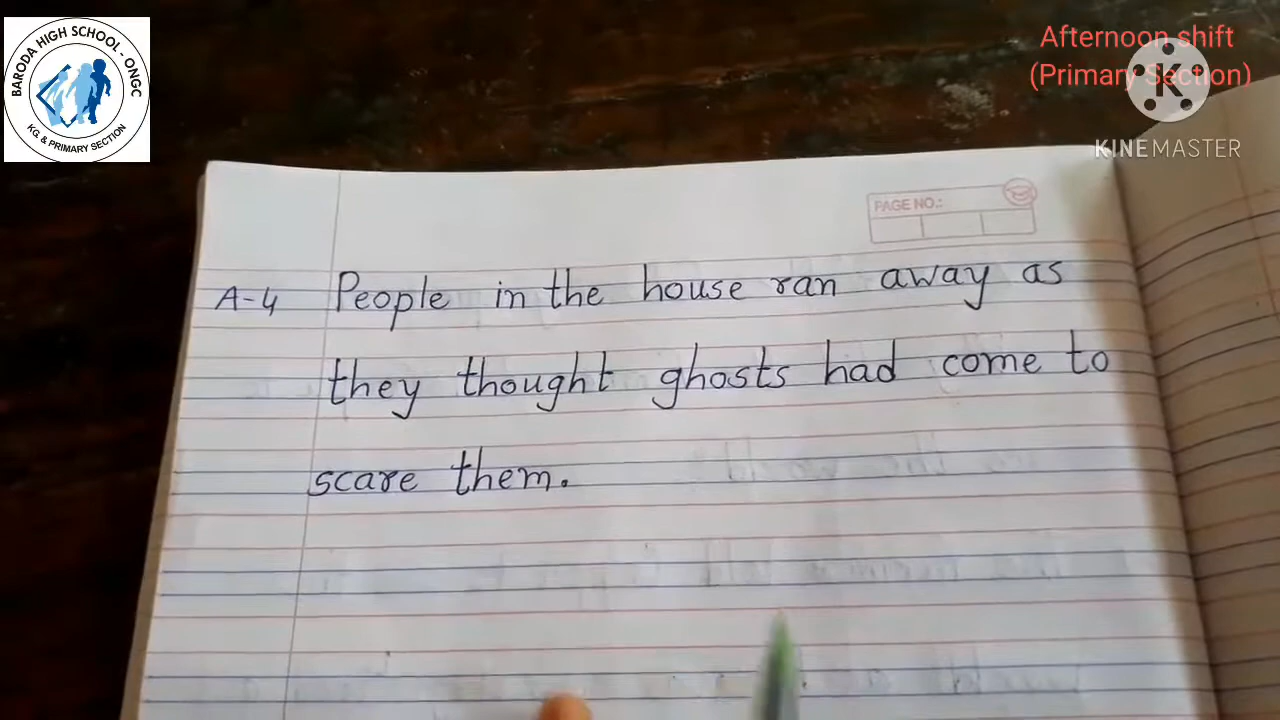 BARODA HIGH SCHOOL - ONGC
KG & PRIMARY SECTION
Afternoon shift
(Primary Section)
K
KINEMASTER
PAGE NO.:
A-4 People in the house ran away as
they thought ghosts had come to
scare them.